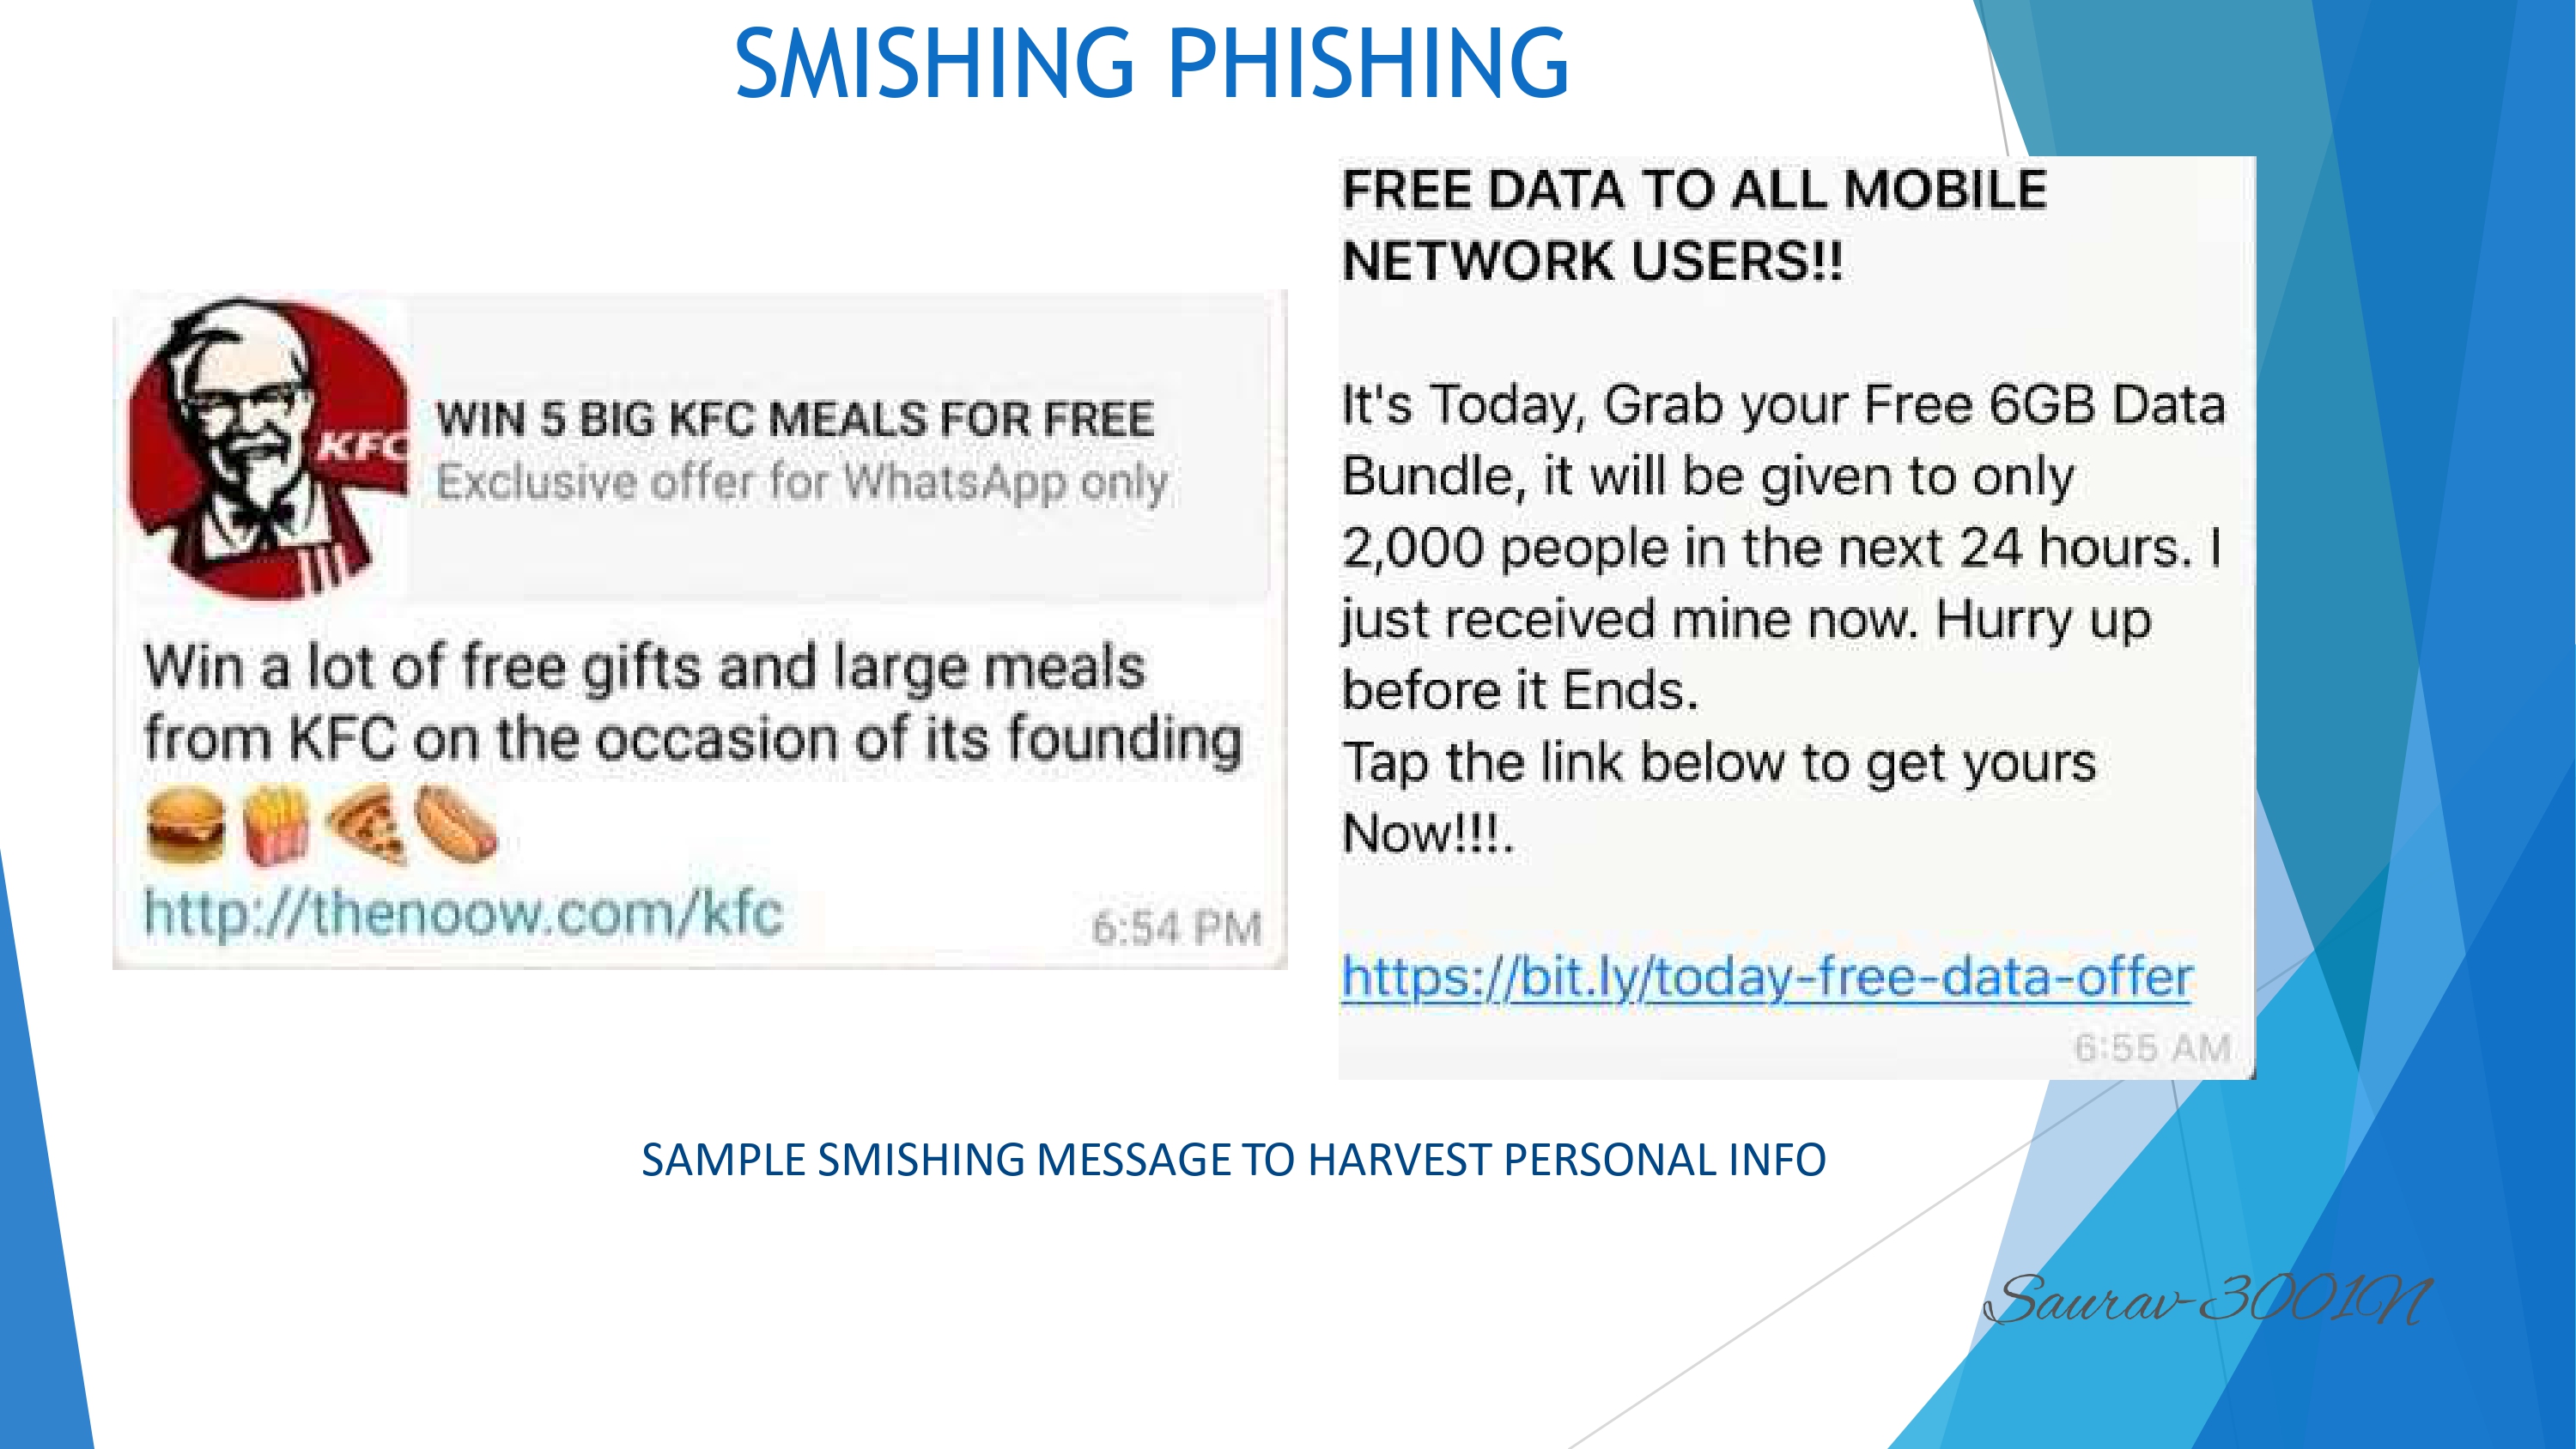 SMISHING PHISHING
KFC
WIN 5 BIG KFC MEALS FOR FREE
Exclusive offer for WhatsApp only
Win a lot of free gifts and large meals
from KFC on the occasion of its founding
🍔🍟🍕🌭
http://thenoow.com/kfc
6:54 PM
FREE DATA TO ALL MOBILE
NETWORK USERS!!
It's Today, Grab your Free 6GB Data
Bundle, it will be given to only
2,000 people in the next 24 hours. I
just received mine now. Hurry up
before it Ends.
Tap the link below to get yours
Now!!!.
https://bit.ly/today-free-data-offer
6:55 AM
SAMPLE SMISHING MESSAGE TO HARVEST PERSONAL INFO
Saurav-3001N